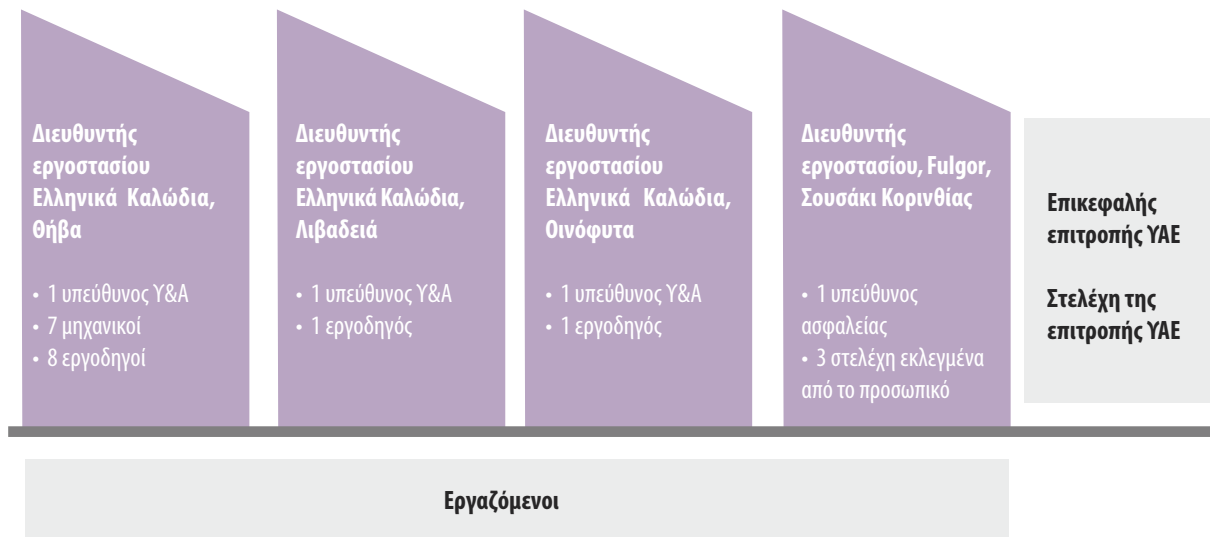 Διευθυντής
εργοστασίου
Ελληνικά Καλώδια,
Θήβα
• 1 υπεύθυνος Υ&Α
• 7 μηχανικοί
• 8 εργοδηγοί
Διευθυντής
εργοστασίου
Ελληνικά Καλώδια,
Λιβαδειά
• 1 υπεύθυνος Υ&Α
• 1 εργοδηγός
Διευθυντής
εργοστασίου
Ελληνικά Καλώδια,
Οινόφυτα
• 1 υπεύθυνος Υ&Α
• 1 εργοδηγός
Διευθυντής
εργοστασίου, Fulgor,
Σουσάκι Κορινθίας
• 1 υπεύθυνος
ασφαλείας
• 3 στελέχη εκλεγμένα
από το προσωπικό
Επικεφαλής
επιτροπής ΥΑΕ
Στελέχη της
επιτροπής ΥΑΕ
Εργαζόμενοι